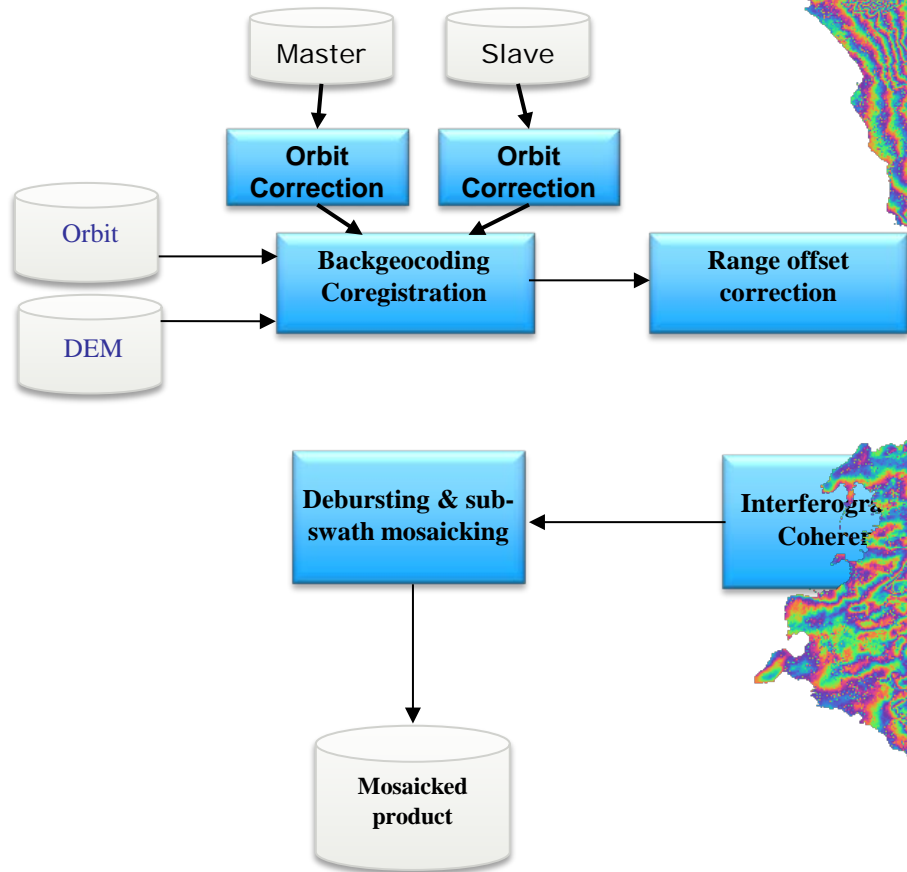 Master
Slave
Orbit
Correction
Orbit
Correction
Orbit
Backgeocoding
Coregistration
Range offset
correction
DEM
Debursting & sub-
swath mosaicking
Mosaicked
product